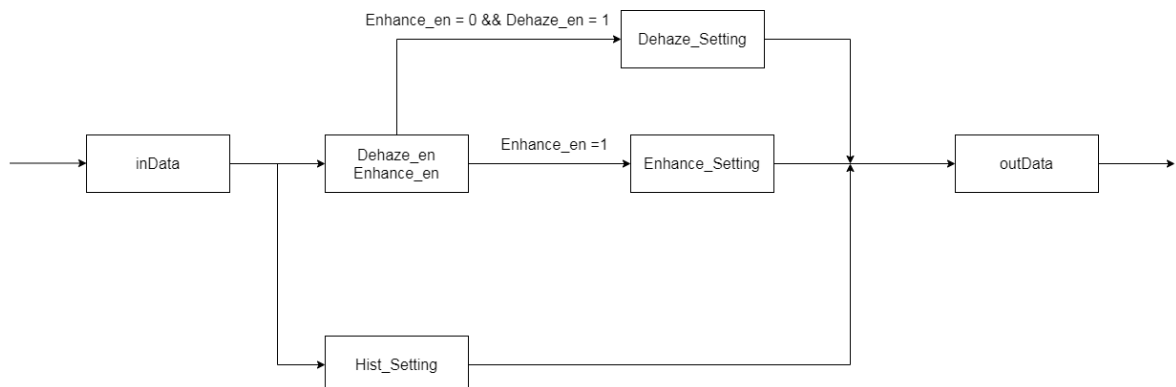 Enhance_en = 0 && Dehaze_en = 1
Dehaze_Setting
inData
Dehaze_en
Enhance_en
Enhance_en =1
Enhance_Setting
outData
Hist_Setting